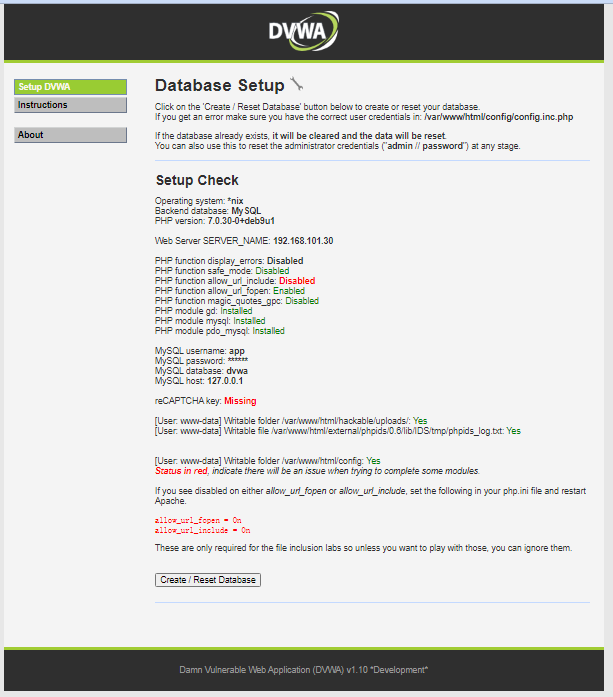 DVWA
Setup DVWA
Instructions
About
Database Setup
Click on the 'Create / Reset Database' button below to create or reset your database.
If you get an error make sure you have the correct user credentials in: /var/www/html/config/config.inc.php
If the database already exists, it will be cleared and the data will be reset.
You can also use this to reset the administrator credentials ("admin // password") at any stage.
Setup Check
Operating system: *nix
Backend database: MySQL
PHP version: 7.0.30-0+deb9u1
Web Server SERVER_NAME: 192.168.101.30
PHP function display_errors: Disabled
PHP function safe_mode: Disabled
PHP function allow_url_include: Disabled
PHP function allow_url_fopen: Enabled
PHP function magic_quotes_gpc: Disabled
PHP module gd: Installed
PHP module mysql: Installed
PHP module pdo_mysql: Installed
MySQL username: app
MySQL password: ******
MySQL database: dvwa
MySQL host: 127.0.0.1
reCAPTCHA key: Missing
[User: www-data] Writable folder /var/www/html/hackable/uploads/: Yes
[User: www-data] Writable file /var/www/html/external/phpids/0.6/lib/IDS/tmp/phpids_log.txt: Yes
[User: www-data] Writable folder /var/www/html/config: Yes
Status in red, indicate there will be an issue when trying to complete some modules.
If you see disabled on either allow_url_fopen or allow_url_include, set the following in your php.ini file and restart
Apache.
allow_url_fopen = On
allow_url_include = On
These are only required for the file inclusion labs so unless you want to play with those, you can ignore them.
Create / Reset Database
Damn Vulnerable Web Application (DVWA) v1.10 *Development*